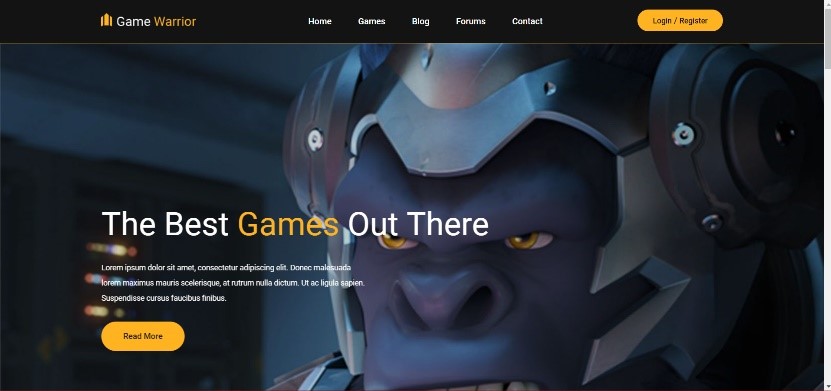 Game Warrior
Home
Games
Blog
Forums
Contact
Login / Register
The Best Games Out There
Lorem ipsum dolor sit amet, consectetur adipiscing elit. Donec malesuada
lorem maximus mauris scelerisque, at rutrum nulla dictum. Ut ac ligula sapien.
Suspendisse cursus faucibus finibus.
Read More